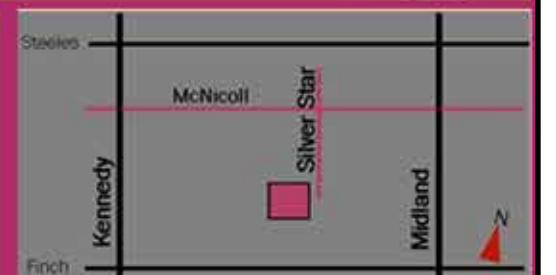 Steeles
McNicoll
Silver Star
Kennedy
Midland
N
Finch